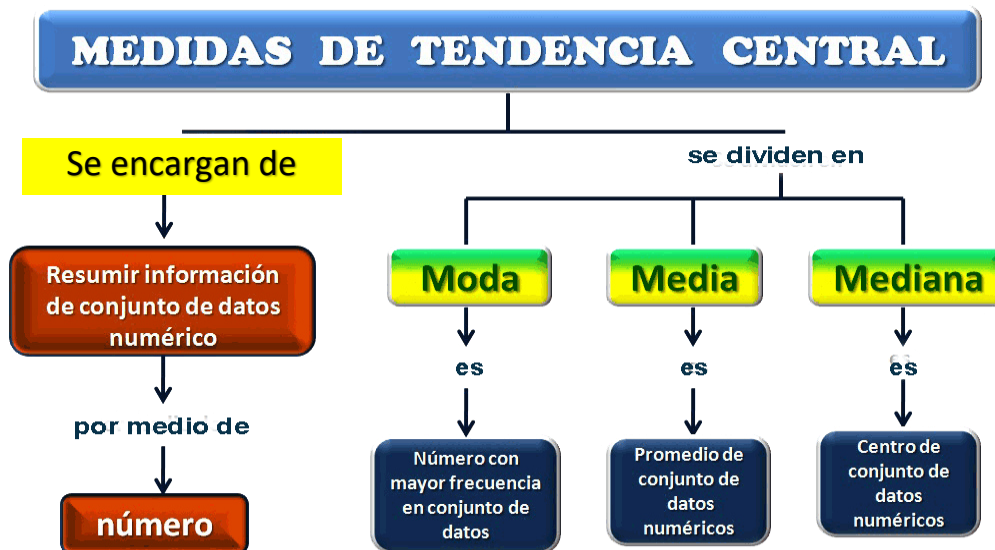 MEDIDAS DE TENDENCIA CENTRAL
Se encargan de
Resumir información
de conjunto de datos
numérico
por medio de
número
se dividen en
Moda
es
Número con
mayor frecuencia
en conjunto de
datos
Media
es
Promedio de
conjunto de
datos
numéricos
Mediana
es
Centro de
conjunto de
datos
numéricos